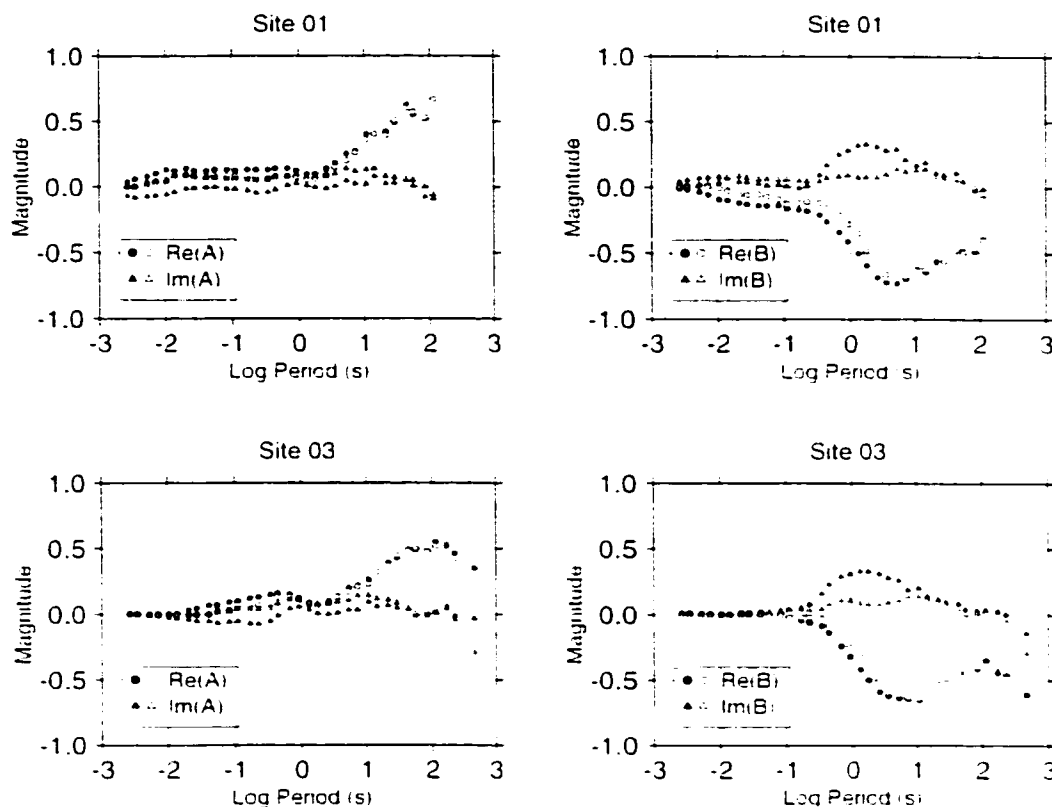 Site 01
1.0
0.5
0.0
-0.5
-1.0
Magnitude
Re(A)
Im(A)
-3 -2 -1 0 1 2 3
Log Period (s)
Site 01
1.0
0.5
0.0
-0.5
-1.0
Magnitude
Re(B)
Im(B)
-3 -2 -1 0 1 2 3
Log Period (s)
Site 03
1.0
0.5
0.0
-0.5
-1.0
Magnitude
Re(A)
Im(A)
-3 -2 -1 0 1 2 3
Log Period (s)
Site 03
1.0
0.5
0.0
-0.5
-1.0
Magnitude
Re(B)
Im(B)
-3 -2 -1 0 1 2 3
Log Period (s)